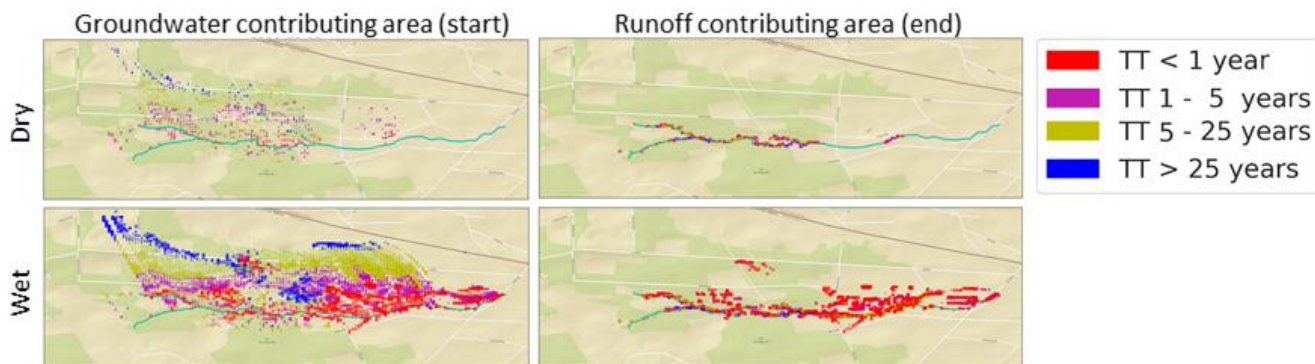 Groundwater contributing area (start) Runoff contributing area (end)
Dry
Wet
TT < 1 year
TT 1 - 5 years
TT 5 - 25 years
TT > 25 years